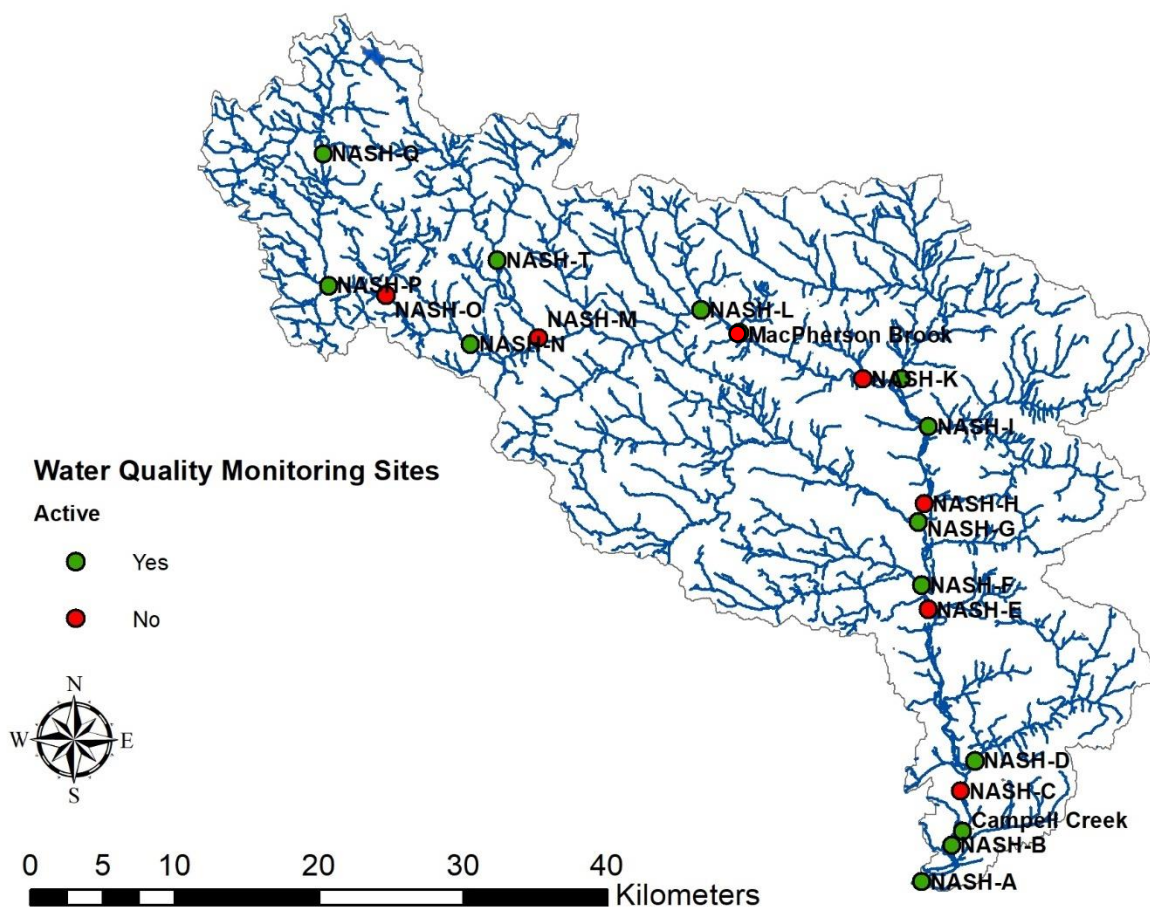 NASH-Q
NASH-T
NASH-P
NASH-O
NASH-L
NASH-M
MacPherson Brook
NASH-N
NASH-K
NASH-I
Water Quality Monitoring Sites
Active
Yes
No
NASH-H
NASH-G
NASH-F
NASH-E
N
W E
S
NASH-D
NASH-C
Campell Creek
NASH-B
NASH-A
0 5 10 20 30 40
Kilometers